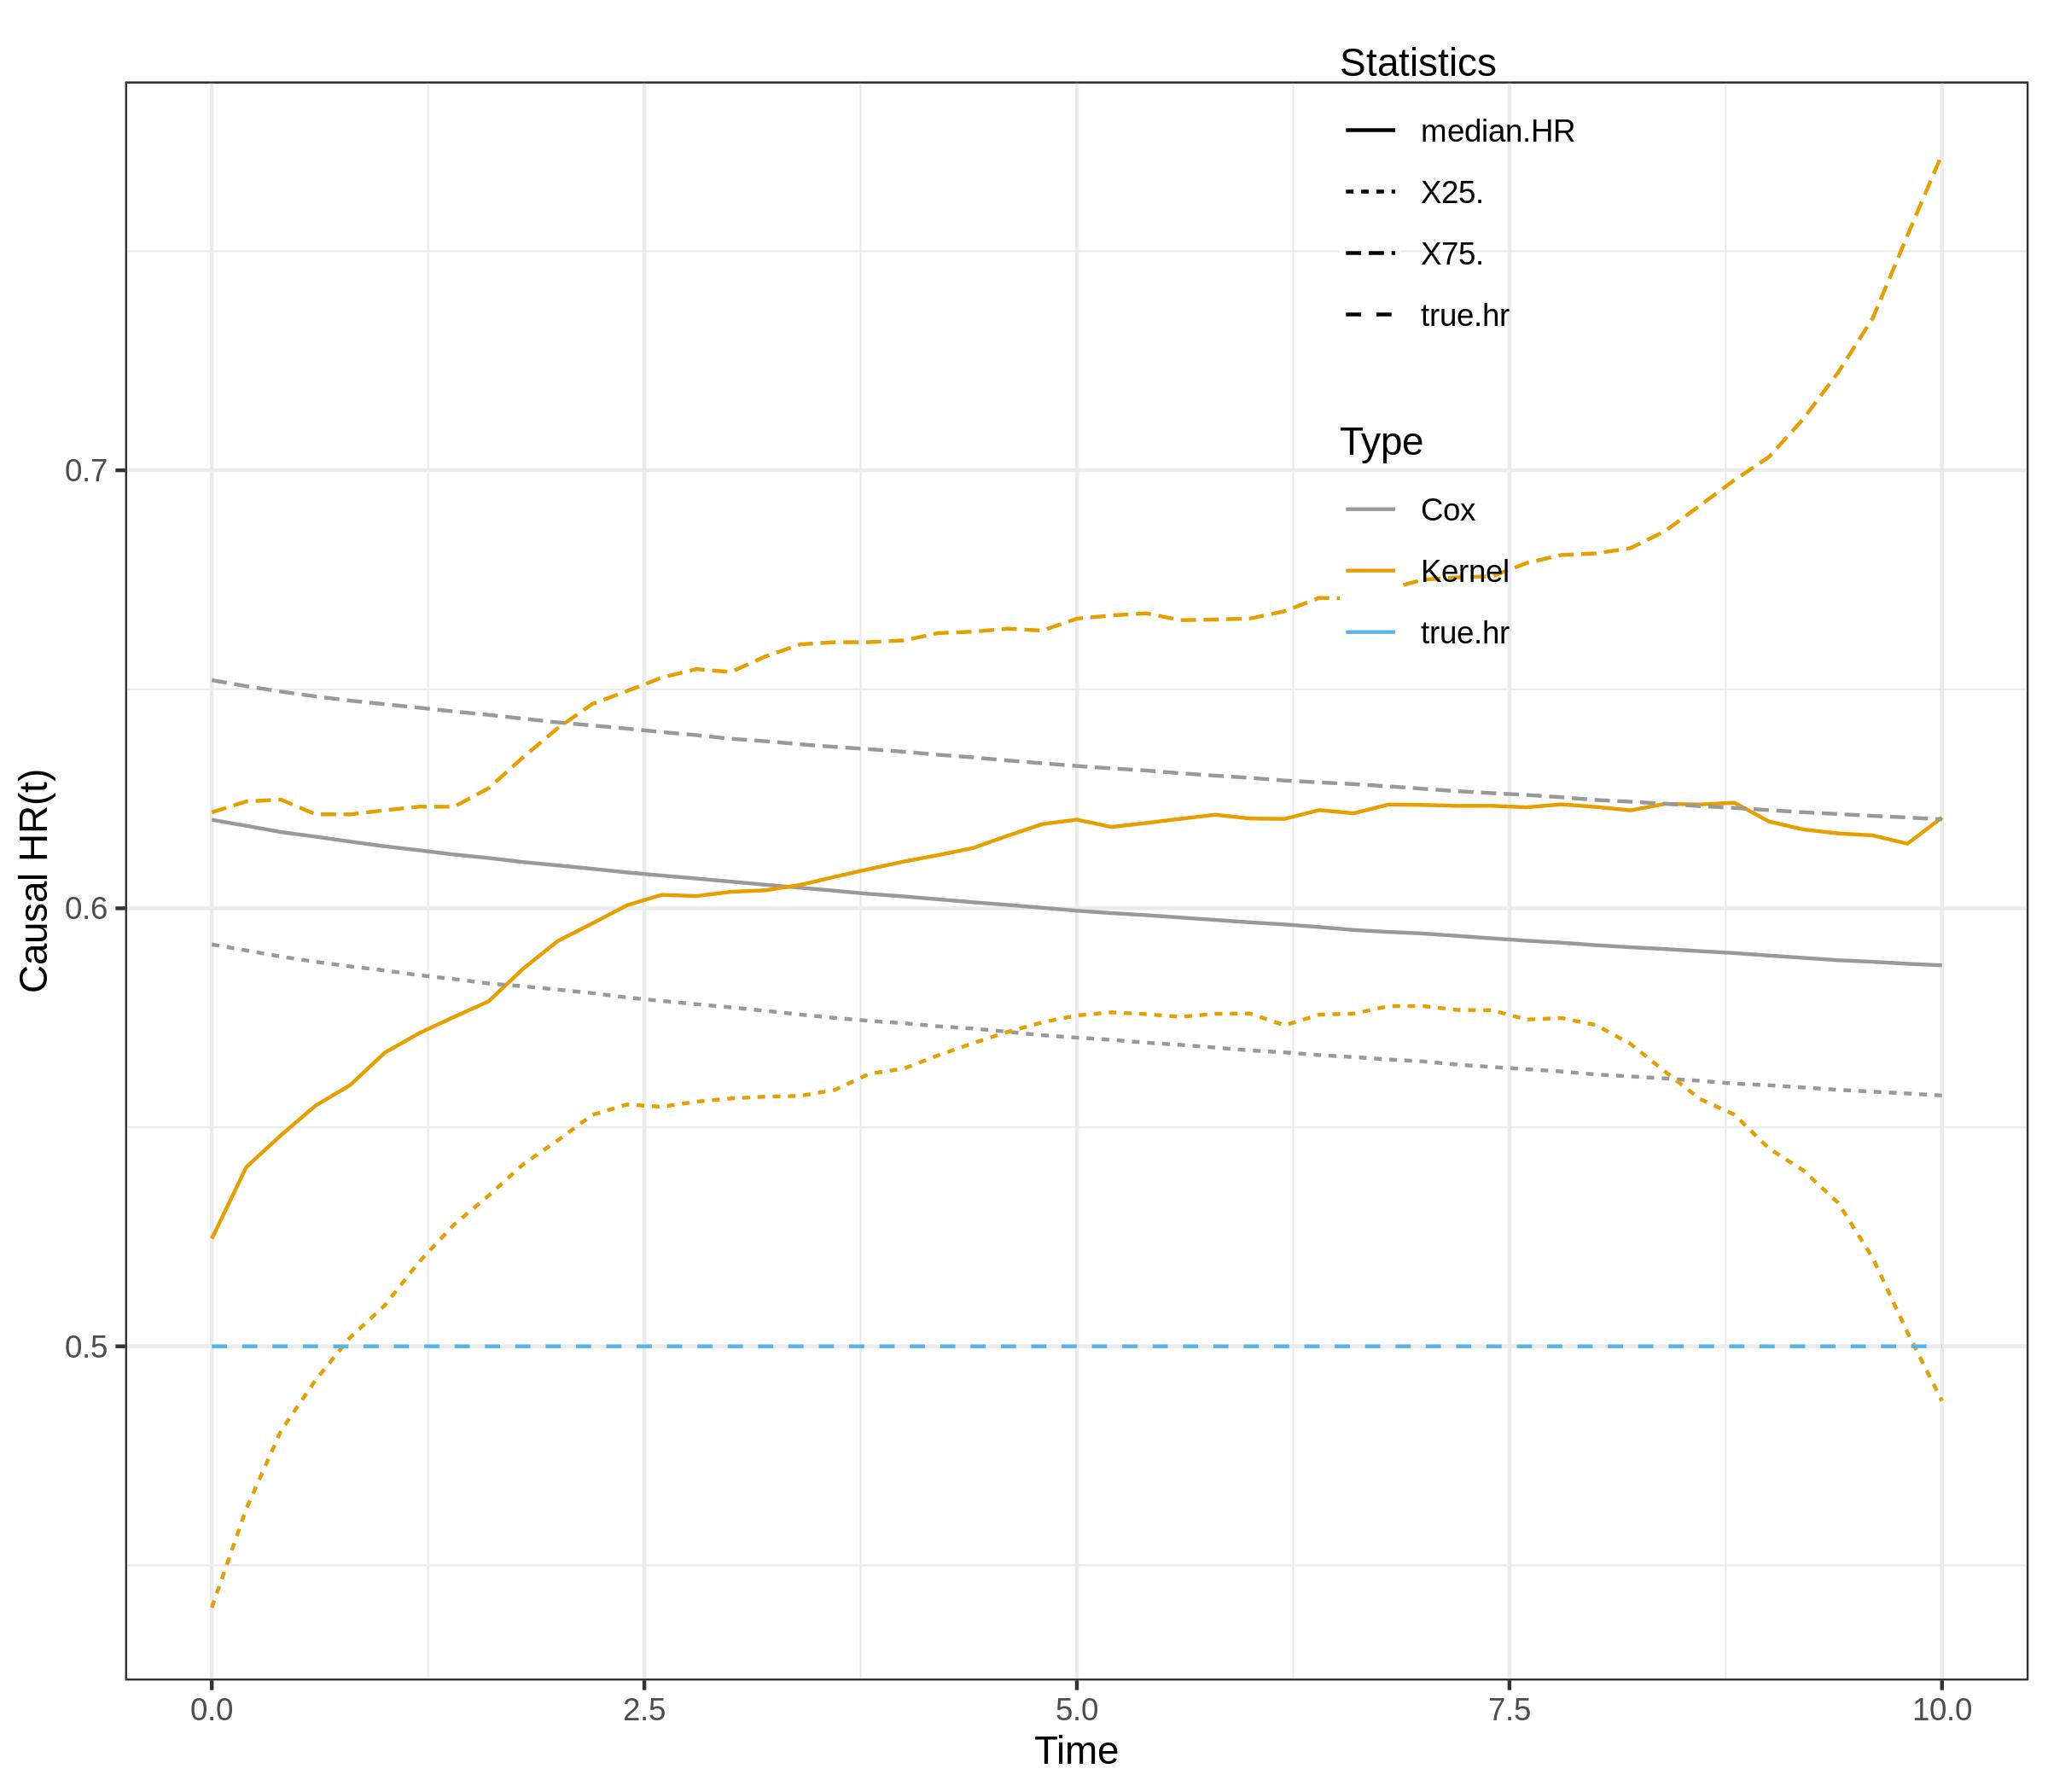 Statistics
median.HR
X25.
X75.
true.hr
Type
Cox
Kernel
true.hr
Causal HR(t)
0.7
0.6
0.5
0.0
2.5
5.0
7.5
10.0
Time